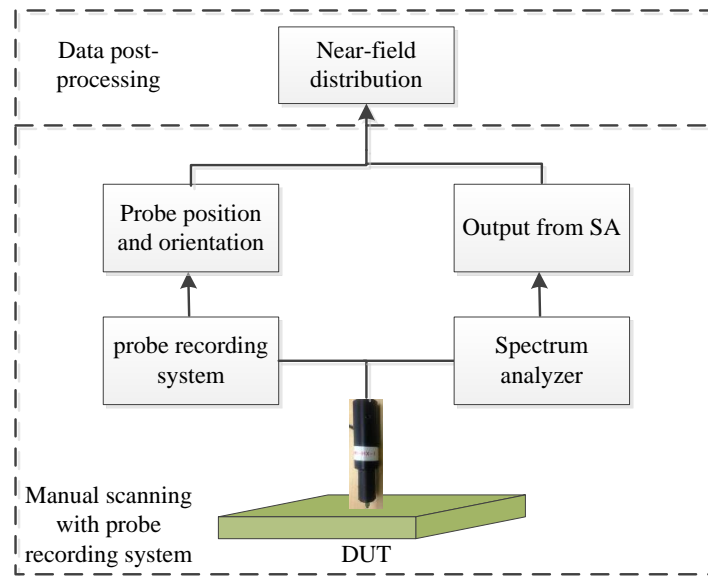 Data post-
processing
Near-field
distribution
Probe position
and orientation
Output from SA
probe recording
system
Spectrum
analyzer
Manual scanning
with probe
recording system
DUT